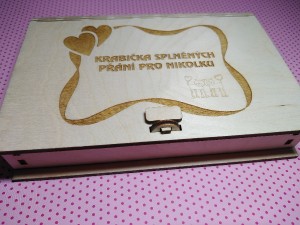 KRABIČKA SPLNĚNÝCH
PŘÁNÍ PRO NIKOLKU